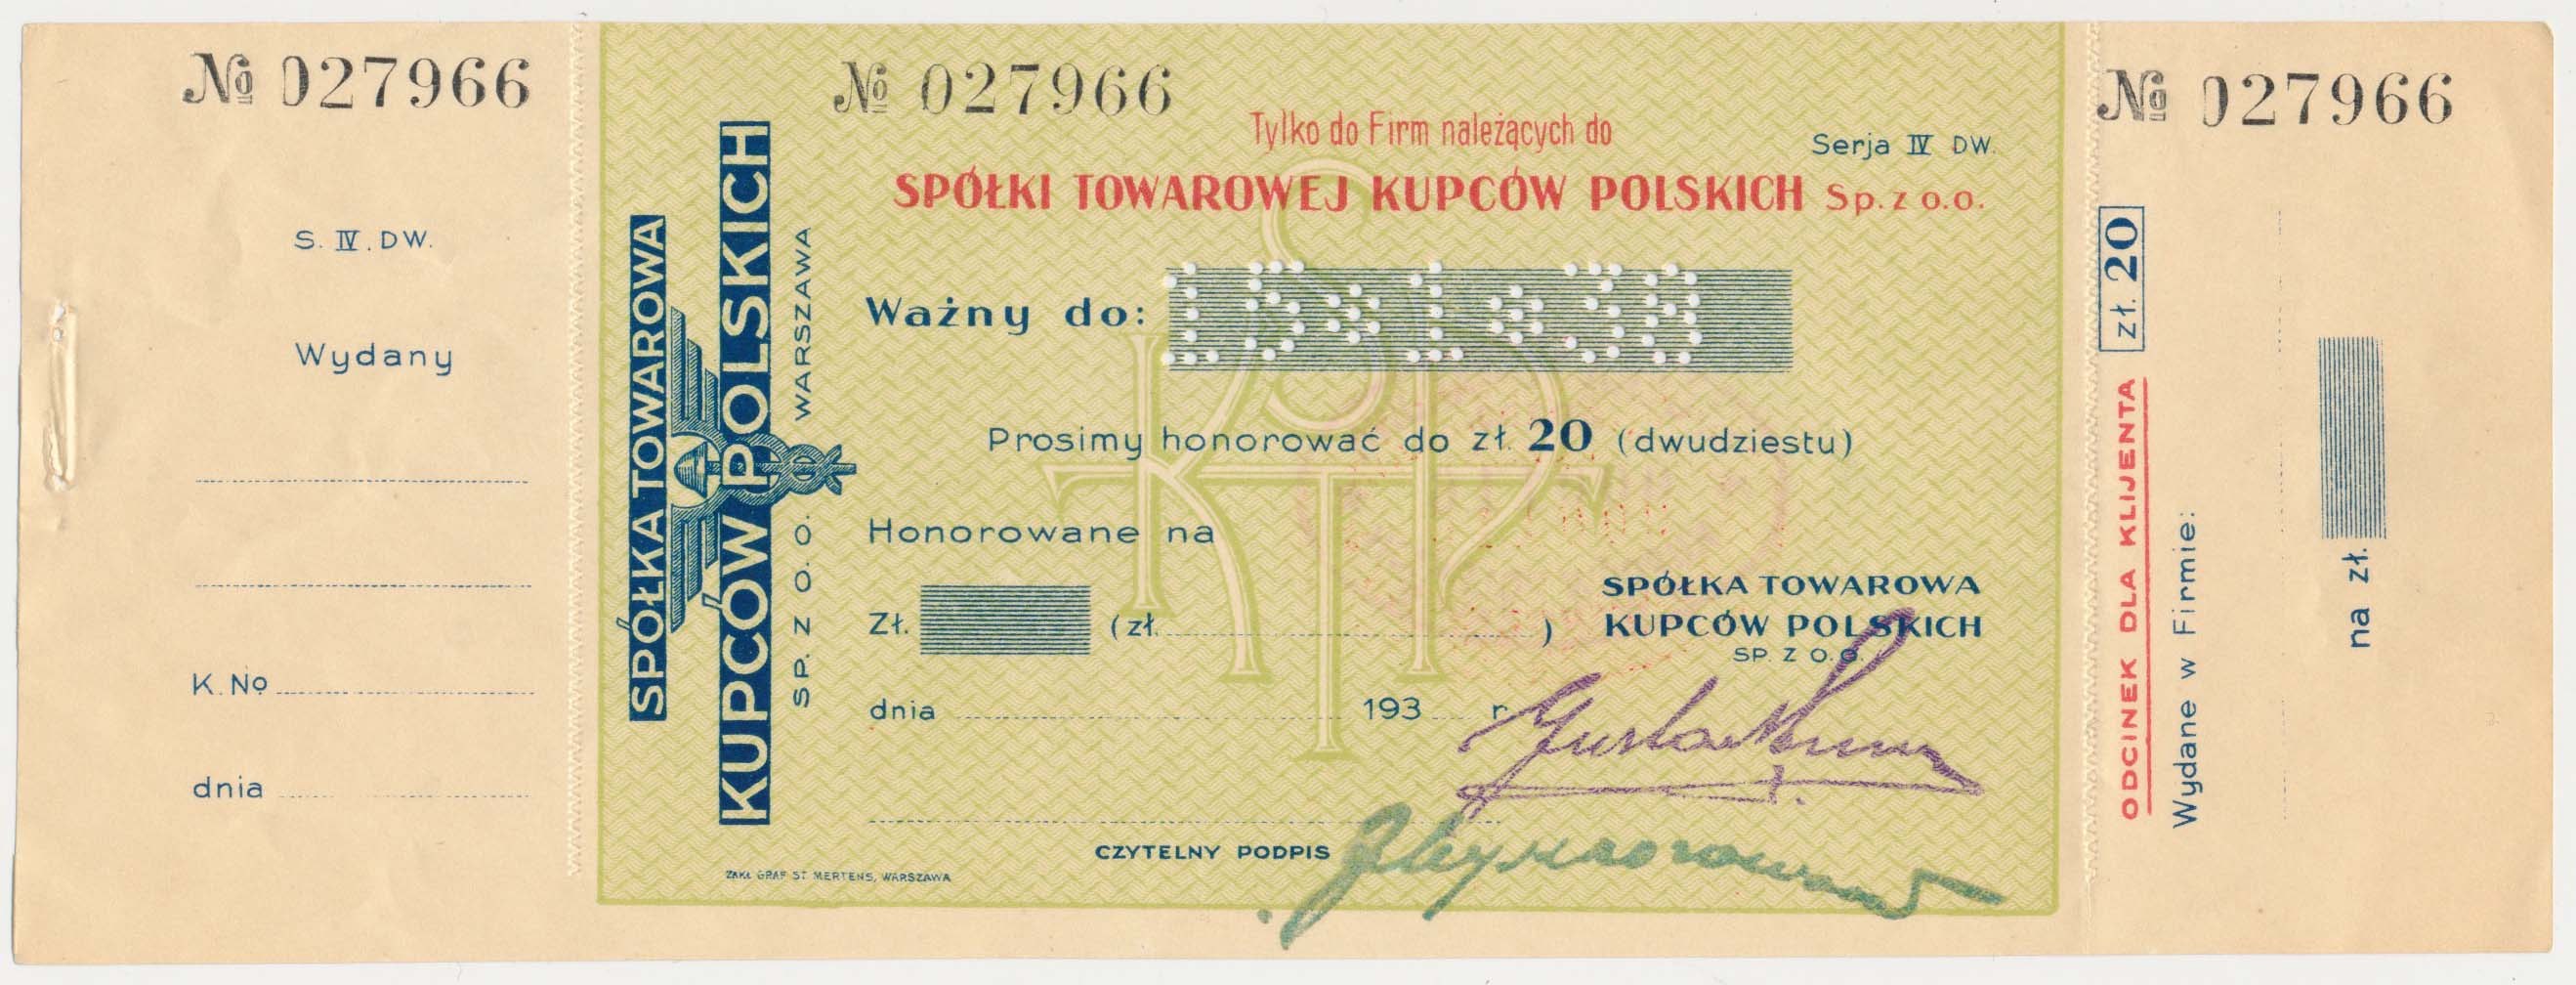 № 027966
S. IV. DW.
Wydany
K. No
dnia
SPÓŁKA TOWAROWA
KUPCÓW POLSKICH
SP. Z O. O. WARSZAWA
№ 027966
Tylko do Firm należących do
Serja IV DW.
SPÓŁKI TOWAROWEJ KUPCÓW POLSKICH Sp. z o.o.
Ważny do:
Prosimy honorować do zł. 20 (dwudziestu)
Honorowane na
Zł. (zł. )
SPÓŁKA TOWAROWA
KUPCÓW POLSKICH
SP. Z O. O.
dnia 193 r.
CZYTELNY PODPIS
ZAKŁ. GRAF. ST. MERTENS, WARSZAWA
№ 027966
zł. 20
ODCINEK DLA KLIJENTA
Wydane w Firmie:
na zł.